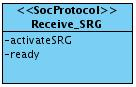 <<SocProtocol>>
Receive_SRG
-activateSRG
-ready